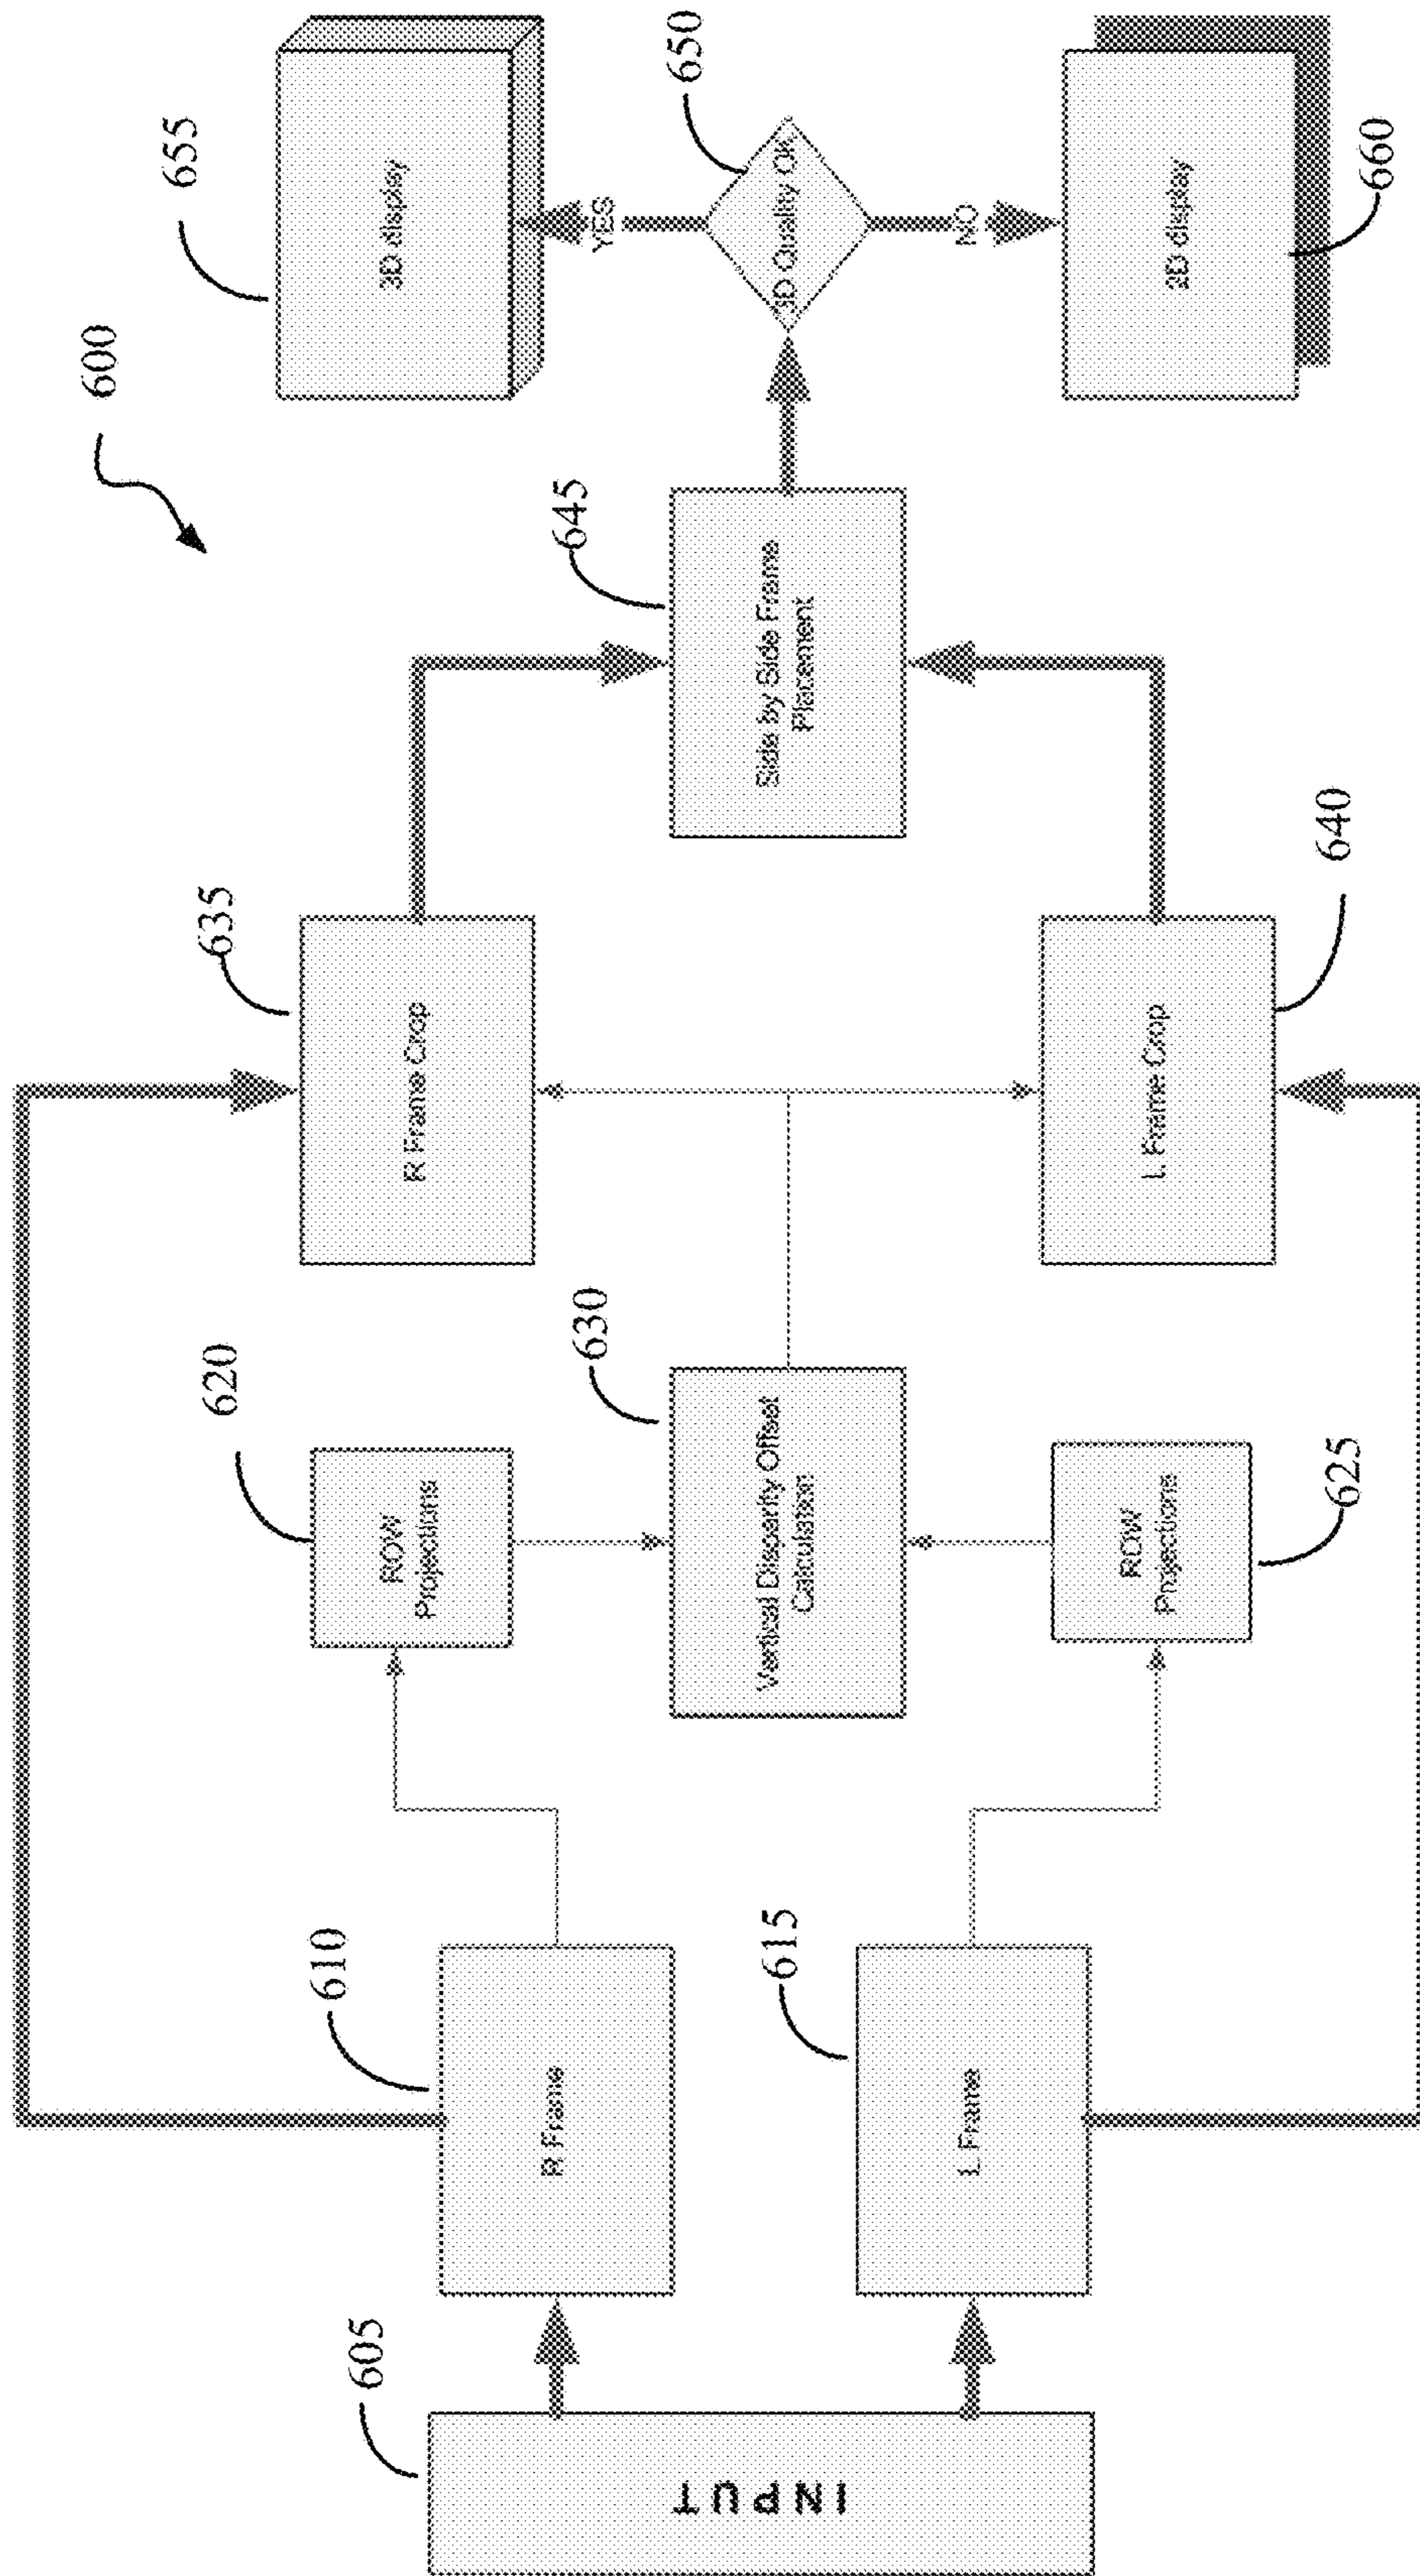 600
605
INPUT
610
R Frame
615
L Frame
620
ROW
Projections
625
ROW
Projections
630
Vertical Disparity Offset
Calculation
635
R Frame Crop
640
L Frame Crop
645
Side by Side Frame
Placement
650
3D Quality OK
YES
NO
655
3D display
660
display